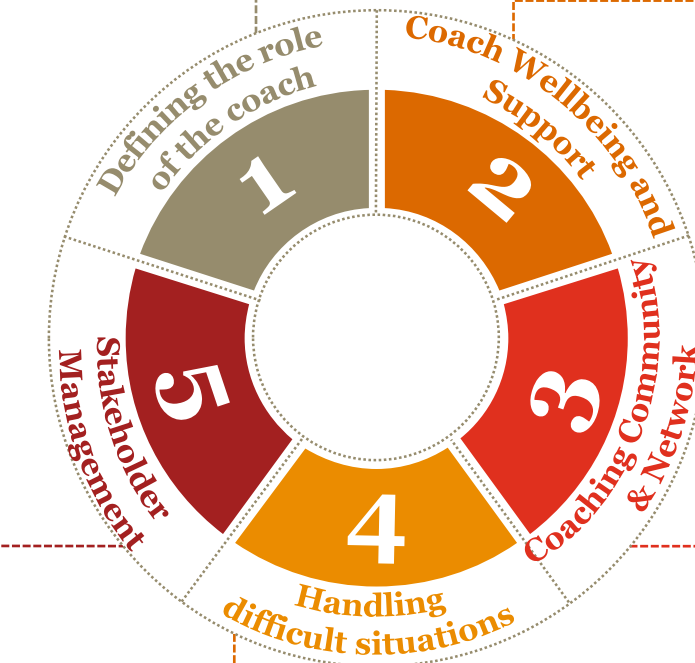 Defining the role
of the coach
1
Coach Wellbeing and
Support
2
Coaching Community
& Network
3
4
Handling
difficult situations
5
Stakeholder
Management